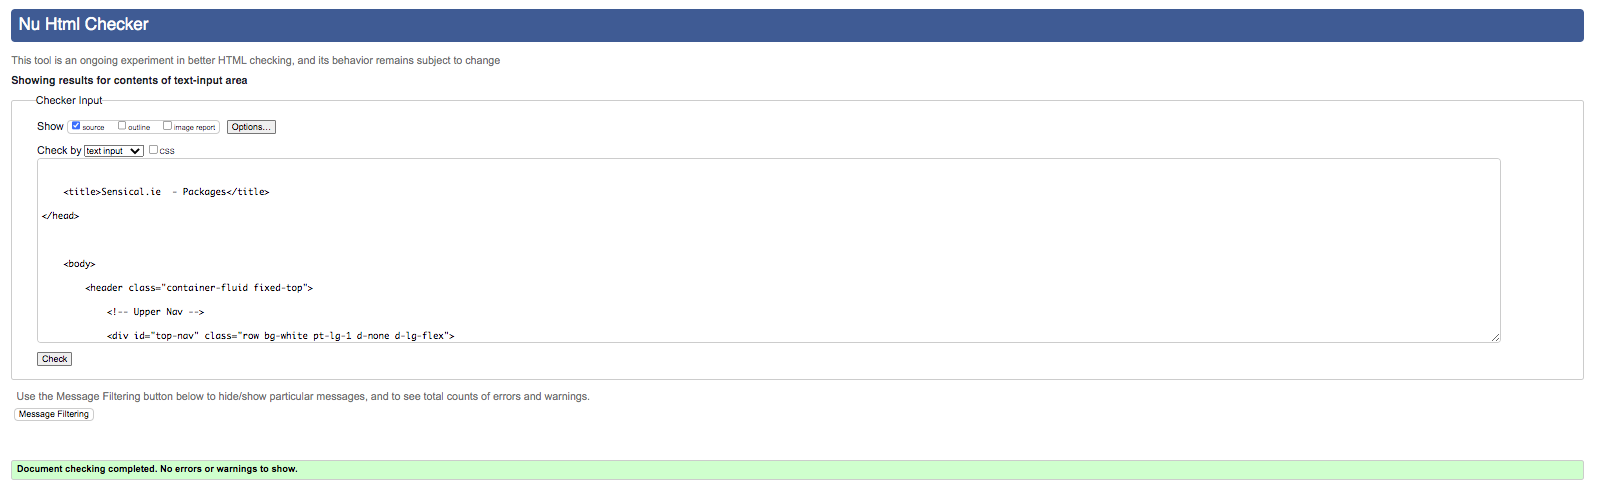 Nu Html Checker
This tool is an ongoing experiment in better HTML checking, and its behavior remains subject to change
Showing results for contents of text-input area
Checker Input
Show source outline image report Options...
Check by text input css
<title>Sensical.ie  - Packages</title>
</head>
<body>
<header class="container-fluid fixed-top">
<!-- Upper Nav -->
<div id="top-nav" class="row bg-white pt-lg-1 d-none d-lg-flex">
Check
Use the Message Filtering button below to hide/show particular messages, and to see total counts of errors and warnings.
Message Filtering
Document checking completed. No errors or warnings to show.